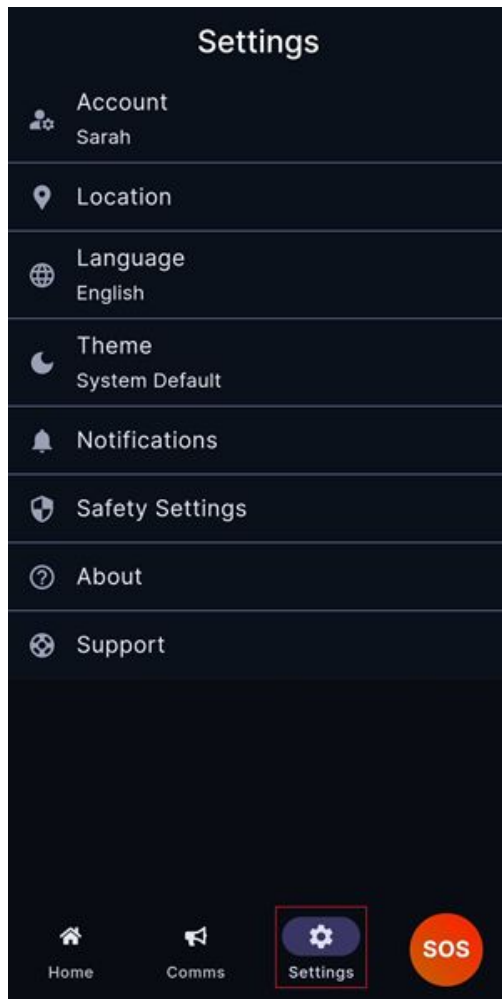 Settings
Account
Sarah
Location
Language
English
Theme
System Default
Notifications
Safety Settings
About
Support
Home
Comms
Settings
SOS